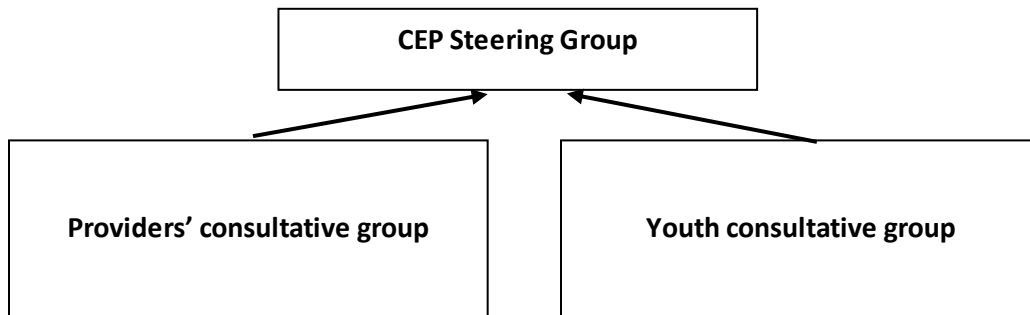 CEP Steering Group
Providers’ consultative group
Youth consultative group